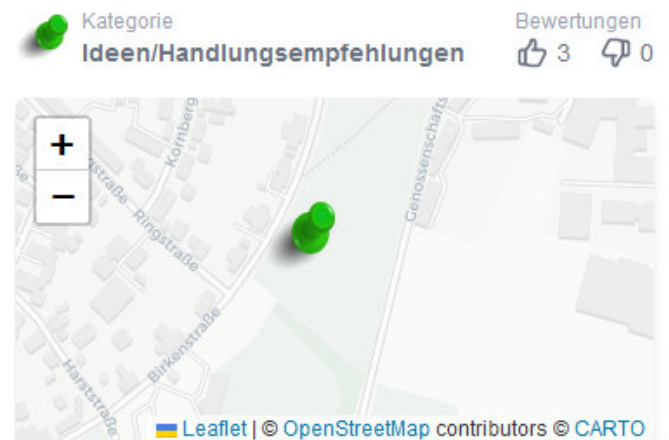 Kategorie
Ideen/Handlungsempfehlungen
Bewertungen
3 0
+
−
Kornberg
Ringstraße
Ringstraße
Genossenschafts
Birkenstraße
Harststraße
Leaflet | © OpenStreetMap contributors © CARTO